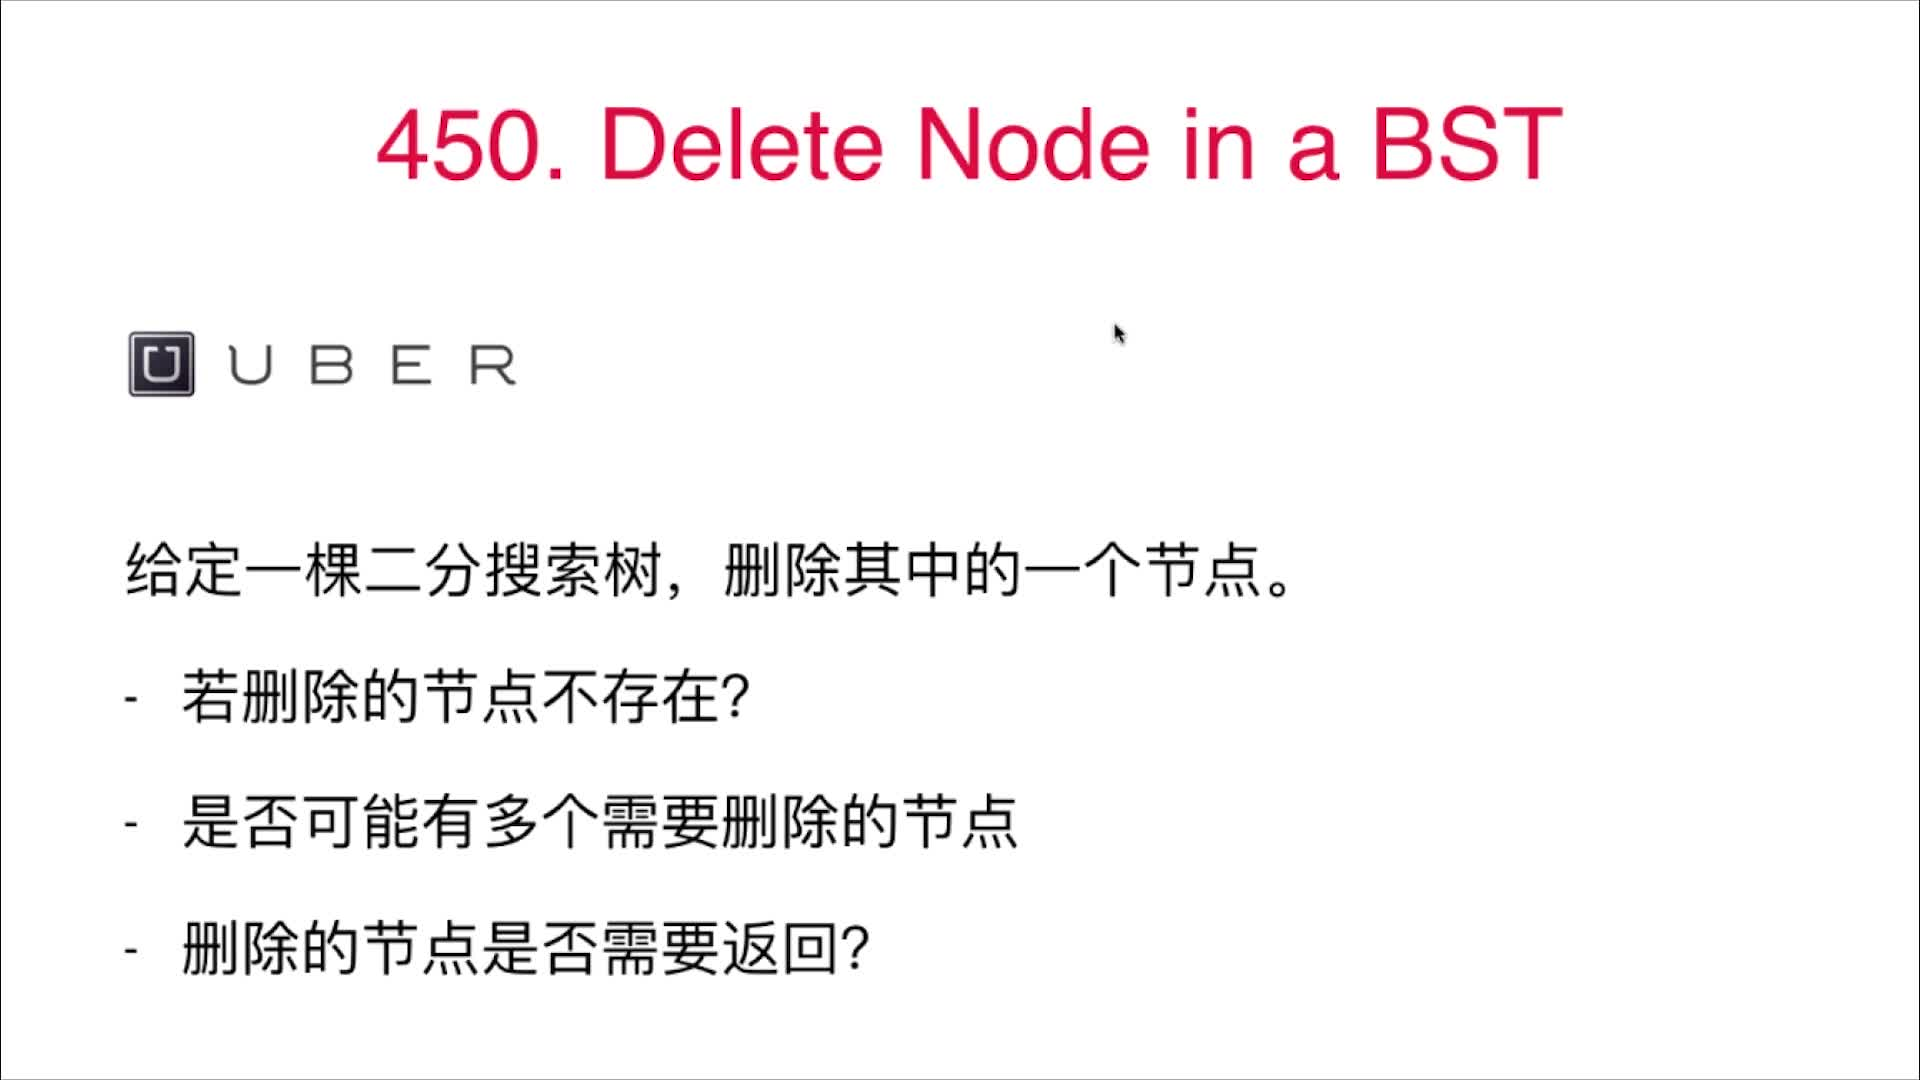 450. Delete Node in a BST
U UBER
给定一棵二分搜索树，删除其中的一个节点。
- 若删除的节点不存在？
- 是否可能有多个需要删除的节点
- 删除的节点是否需要返回？